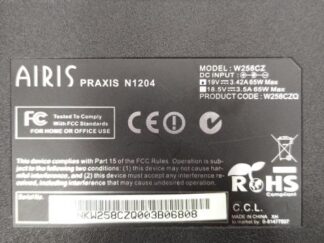 AIRIS PRAXIS N1204
MODEL: W258CZ
DC INPUT:
19V 3.42A 65W Max
18.5V 3.5A 65W Max
PRODUCT CODE: W258CZQ
FC Tested To Comply
With FCC Standards
FOR HOME OR OFFICE USE
CE
This device complies with Part 15 of the FCC Rules. Operation is sub-
ject to the following two conditions: (1) this device may not cause har-
mful interference, and (2) this device must accept any interference re-
ceived, including interference that may cause undesired operation.
RoHS
Compliant
NKW258CZQ003B06808
C.C.L.
MADE IN CHINA XH